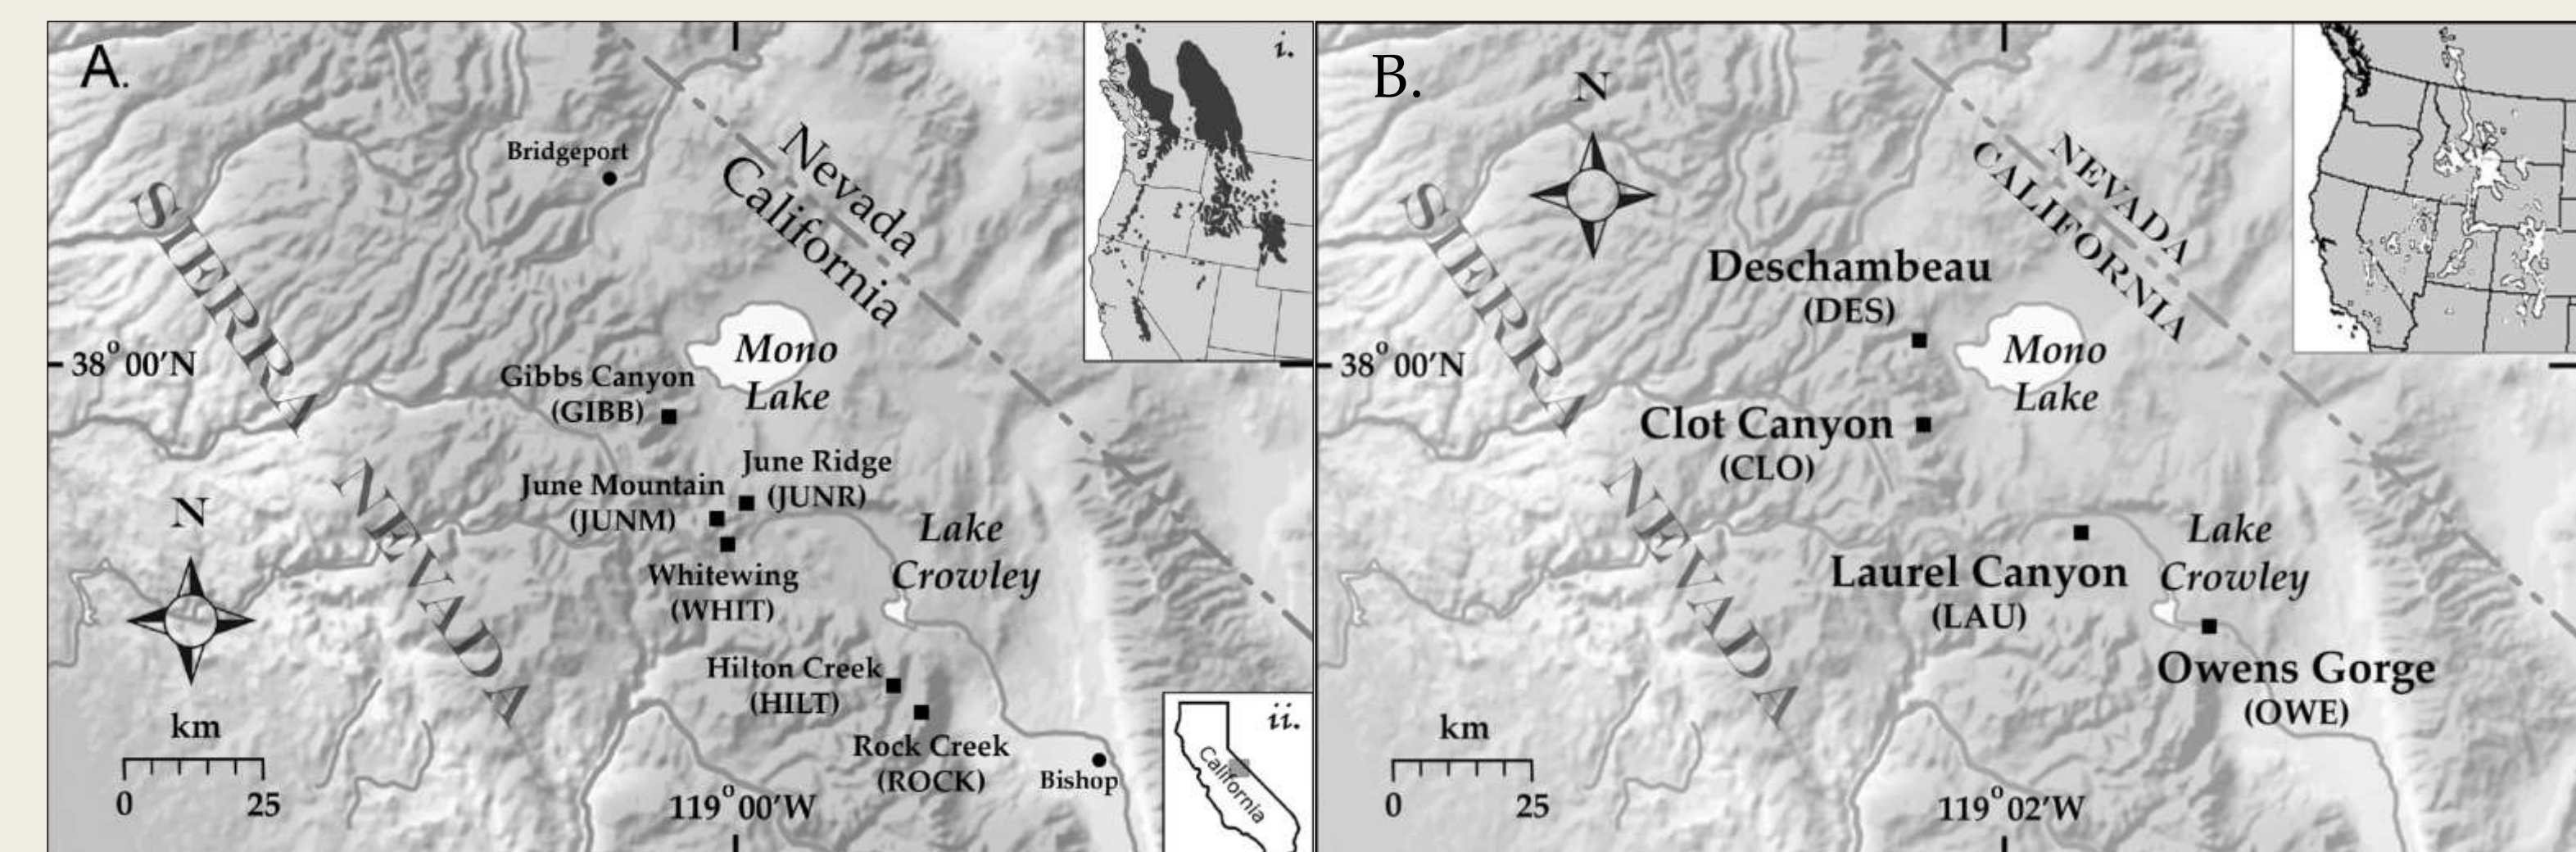 A.
i.
Bridgeport
Nevada
California
SIERRA
NEVADA
38°00′N
Mono
Lake
Gibbs Canyon
(GIBB)
June Ridge
(JUNR)
June Mountain
(JUNM)
N
Lake
Crowley
Whitewing
(WHIT)
Hilton Creek
(HILT)
Rock Creek
(ROCK)
Bishop
km
0 25
119°00′W
ii.
California
B.
N
NEVADA
CALIFORNIA
SIERRA
NEVADA
Deschambeau
(DES)
38°00′N
Mono
Lake
Clot Canyon
(CLO)
Lake
Crowley
Laurel Canyon
(LAU)
Owens Gorge
(OWE)
km
0 25
119°02′W